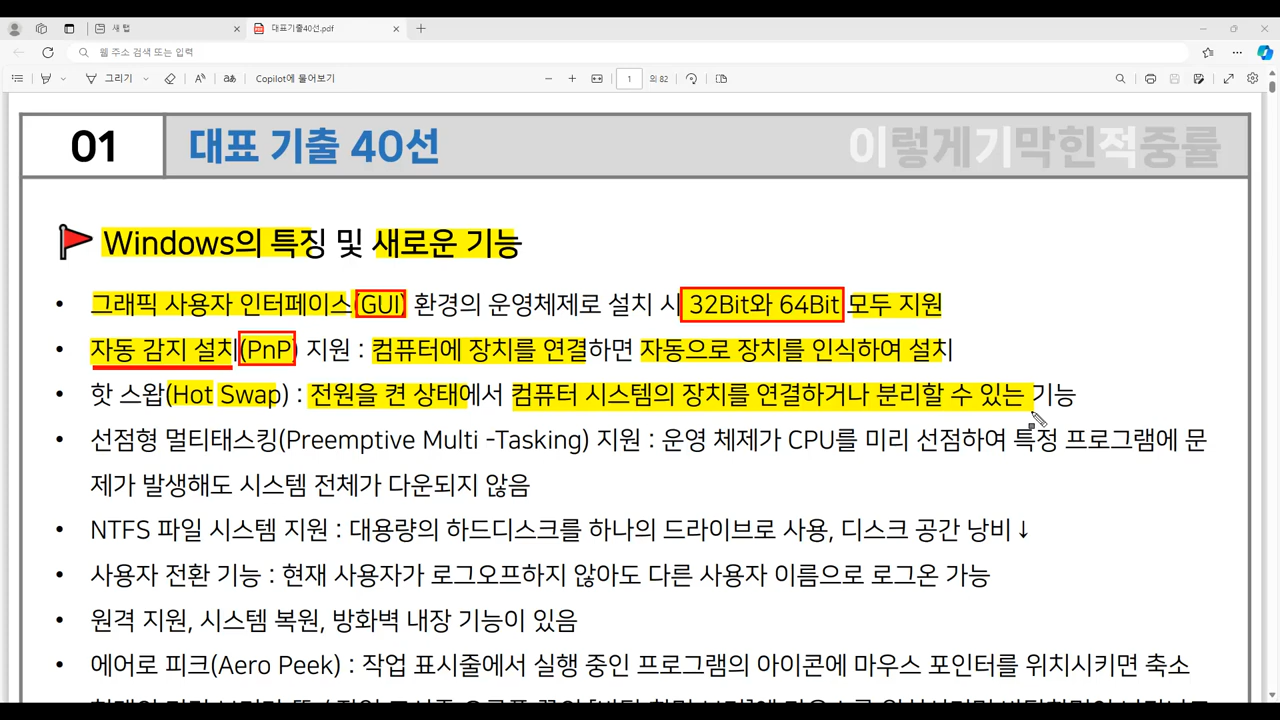 새 탭
대표기출40선.pdf
웹 주소 검색 또는 입력
그리기
Copilot에 물어보기
1
의 82
01
대표 기출 40선
이렇게기막힌적중률
Windows의 특징 및 새로운 기능
• 그래픽 사용자 인터페이스(GUI) 환경의 운영체제로 설치 시 32Bit와 64Bit 모두 지원
• 자동 감지 설치(PnP) 지원 : 컴퓨터에 장치를 연결하면 자동으로 장치를 인식하여 설치
• 핫 스왑(Hot Swap) : 전원을 켠 상태에서 컴퓨터 시스템의 장치를 연결하거나 분리할 수 있는 기능
• 선점형 멀티태스킹(Preemptive Multi -Tasking) 지원 : 운영 체제가 CPU를 미리 선점하여 특정 프로그램에 문
제가 발생해도 시스템 전체가 다운되지 않음
• NTFS 파일 시스템 지원 : 대용량의 하드디스크를 하나의 드라이브로 사용, 디스크 공간 낭비↓
• 사용자 전환 기능 : 현재 사용자가 로그오프하지 않아도 다른 사용자 이름으로 로그온 가능
• 원격 지원, 시스템 복원, 방화벽 내장 기능이 있음
• 에어로 피크(Aero Peek) : 작업 표시줄에서 실행 중인 프로그램의 아이콘에 마우스 포인터를 위치시키면 축소